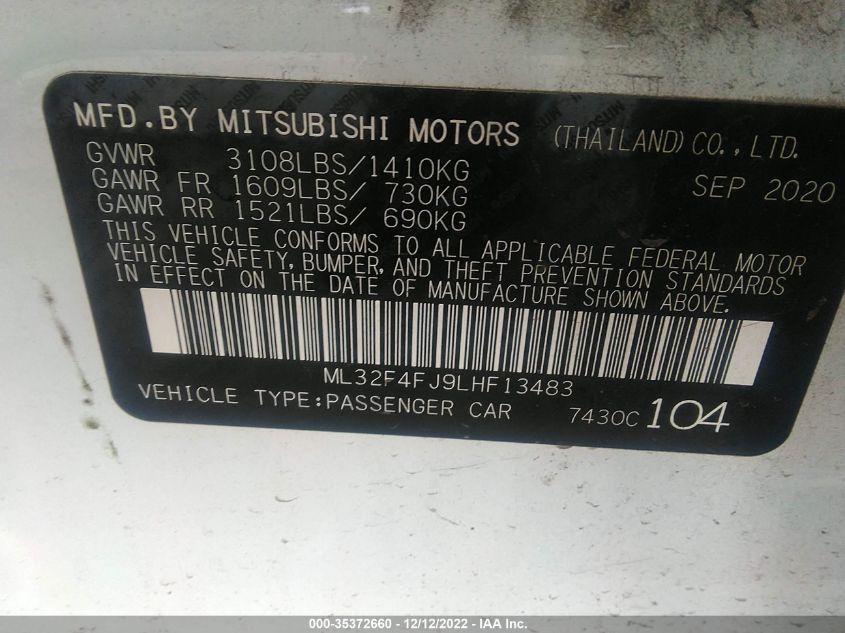 MFD.BY MITSUBISHI MOTORS (THAILAND) CO., LTD.
GVWR 3108LBS/1410KG SEP 2020
GAWR FR 1609LBS/ 730KG
GAWR RR 1521LBS/ 690KG
THIS VEHICLE CONFORMS TO ALL APPLICABLE FEDERAL MOTOR
VEHICLE SAFETY, BUMPER, AND THEFT PREVENTION STANDARDS
IN EFFECT ON THE DATE OF MANUFACTURE SHOWN ABOVE.
ML32F4FJ9LHF13483
VEHICLE TYPE:PASSENGER CAR 7430C 104
000-35372660 - 12/12/2022 - IAA Inc.